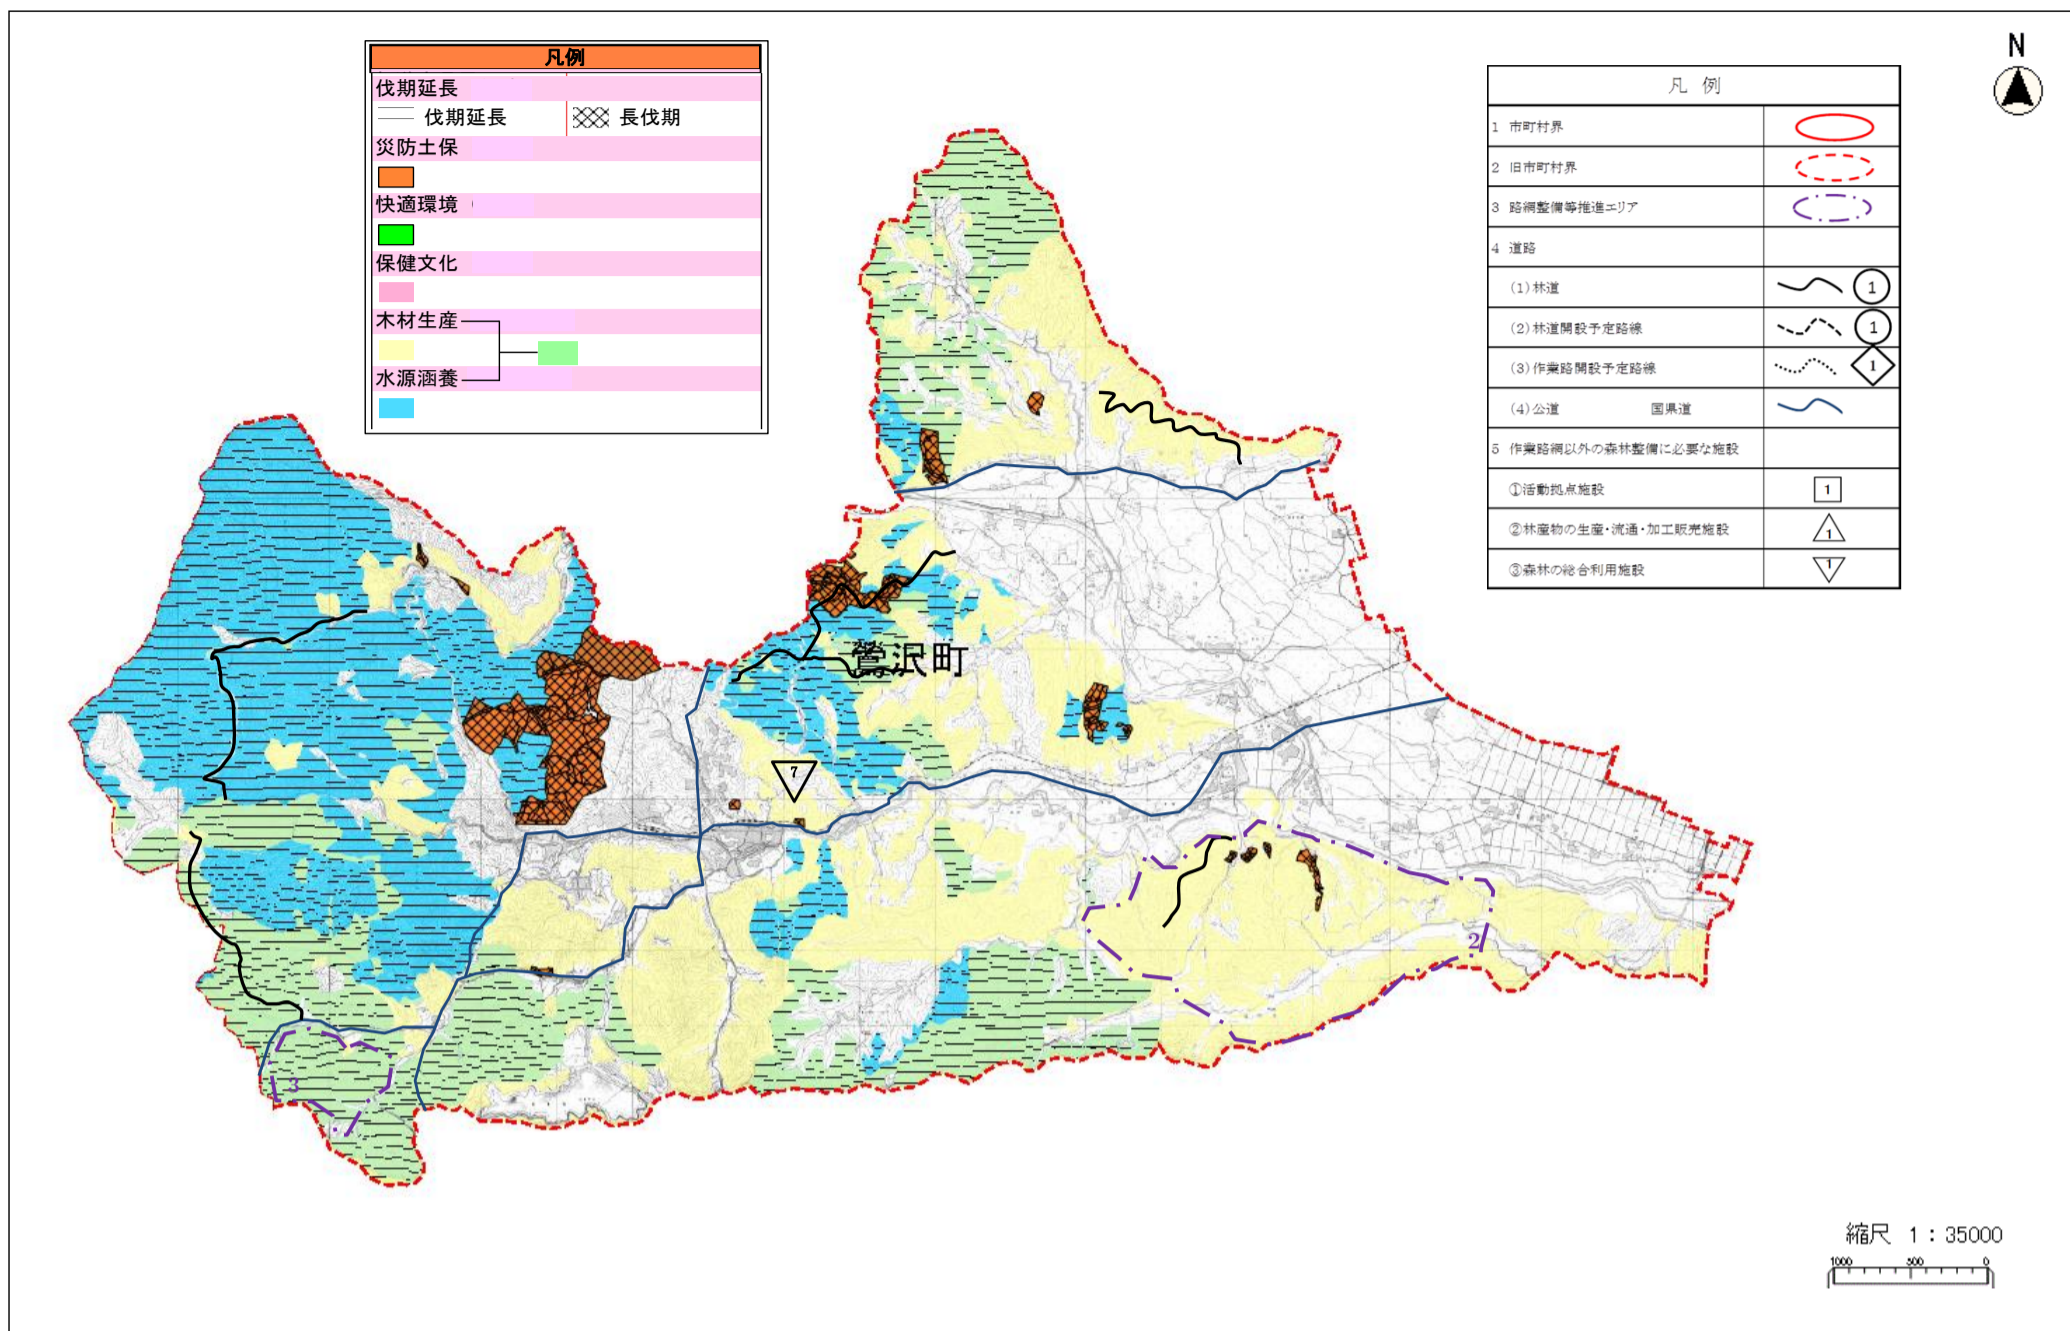 凡例
伐期延長
伐期延長 長伐期
災防土保
快適環境
保健文化
木材生産
水源涵養
N
凡 例
1 市町村界
2 旧市町村界
3 路網整備等推進エリア
4 道路
(1)林道 1
(2)林道開設予定路線 1
(3)作業路開設予定路線 1
(4)公道 国県道
5 作業路網以外の森林整備に必要な施設
①活動拠点施設 1
②林産物の生産・流通・加工販売施設 1
③森林の総合利用施設 1
鶯沢町
7
2
3
縮尺 1：35000
1000 500 0